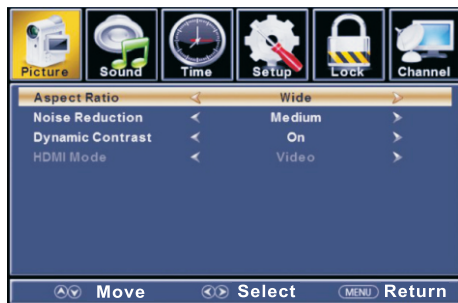 Picture Sound Time Setup Lock Channel
Aspect Ratio Wide
Noise Reduction Medium
Dynamic Contrast On
HDMI Mode Video
Move Select MENU Return